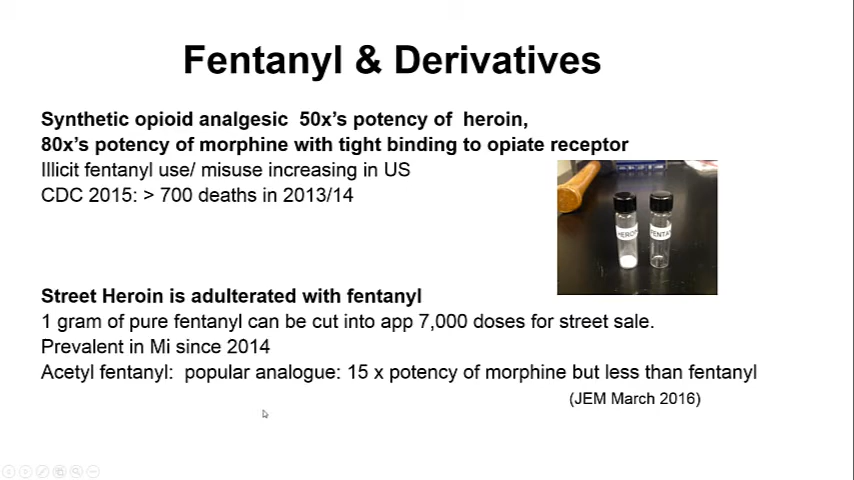 Fentanyl & Derivatives
Synthetic opioid analgesic 50x's potency of heroin,
80x's potency of morphine with tight binding to opiate receptor
Illicit fentanyl use/ misuse increasing in US
CDC 2015: > 700 deaths in 2013/14
HEROI
FENTA
Street Heroin is adulterated with fentanyl
1 gram of pure fentanyl can be cut into app 7,000 doses for street sale.
Prevalent in Mi since 2014
Acetyl fentanyl: popular analogue: 15 x potency of morphine but less than fentanyl
(JEM March 2016)